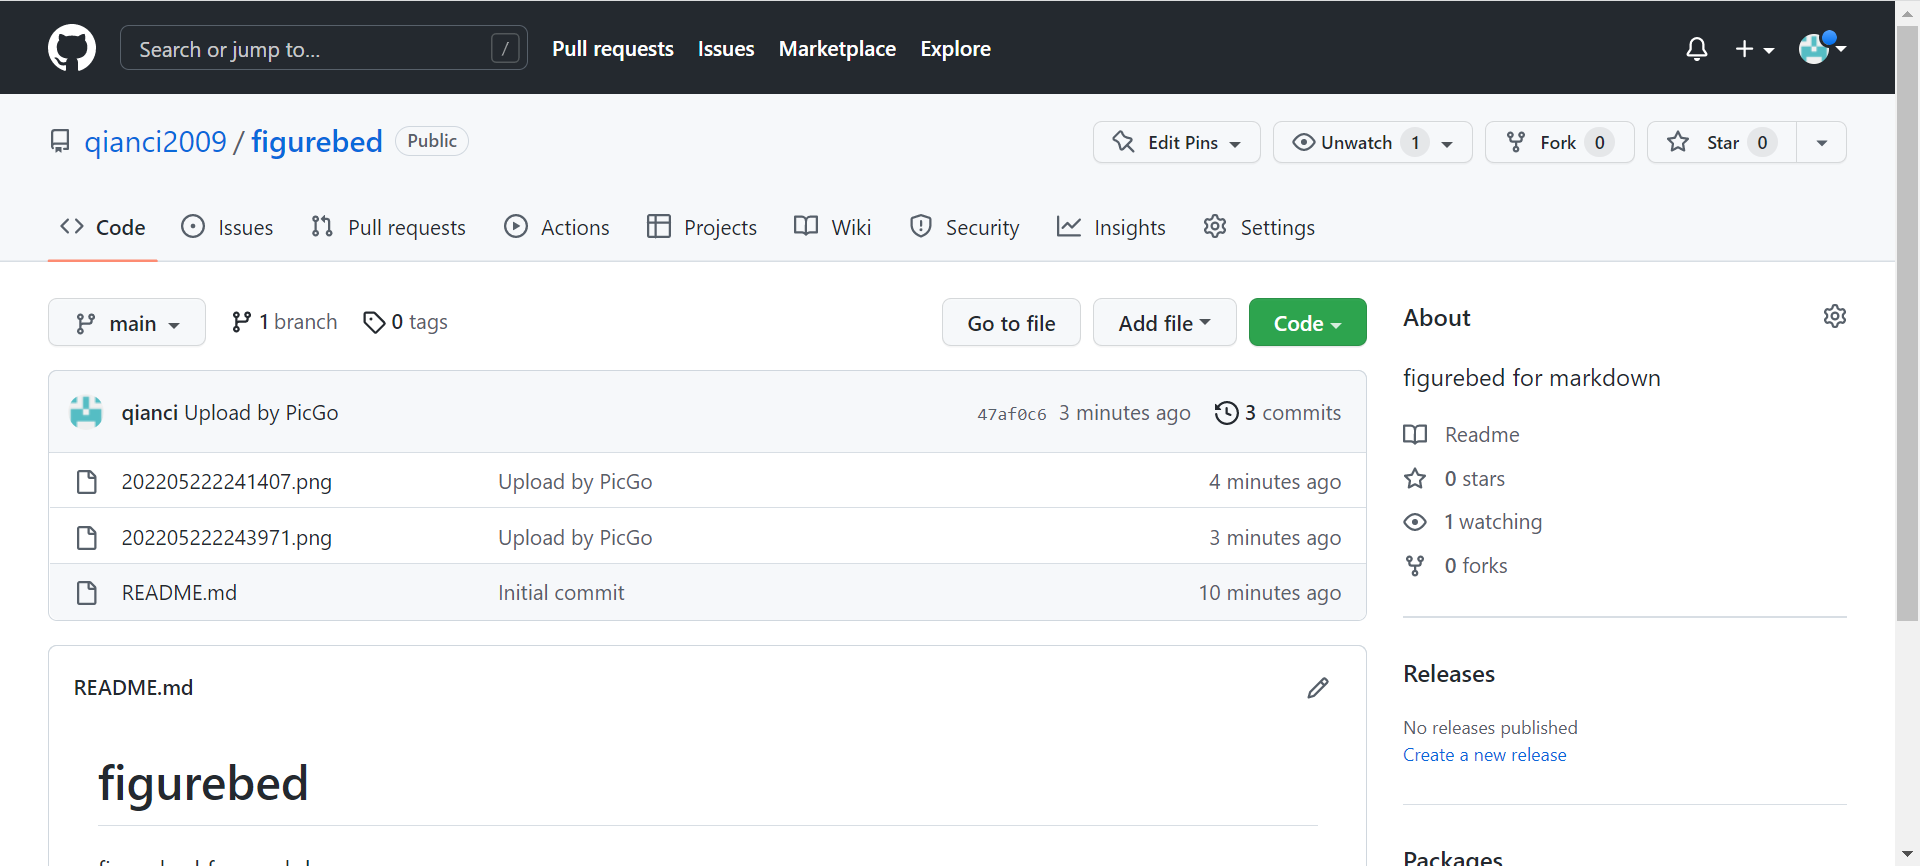 Search or jump to... / Pull requests Issues Marketplace Explore
qianci2009 / figurebed Public Edit Pins Unwatch 1 Fork 0 Star 0
Code Issues Pull requests Actions Projects Wiki Security Insights Settings
main 1 branch 0 tags Go to file Add file Code
qianci Upload by PicGo 47af0c6 3 minutes ago 3 commits
202205222241407.png Upload by PicGo 4 minutes ago
202205222243971.png Upload by PicGo 3 minutes ago
README.md Initial commit 10 minutes ago
README.md
figurebed
About
figurebed for markdown
Readme
0 stars
1 watching
0 forks
Releases
No releases published
Create a new release
Packages